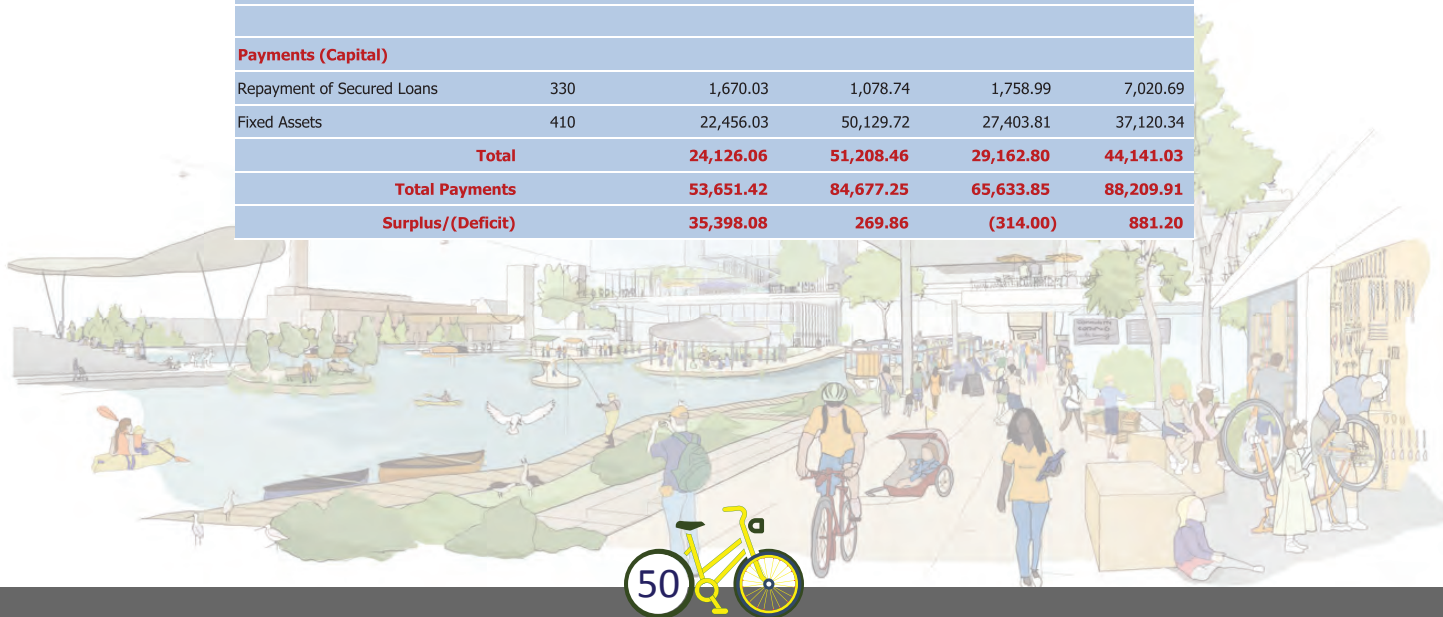 Payments (Capital)
Repayment of Secured Loans 330 1,670.03 1,078.74 1,758.99 7,020.69
Fixed Assets 410 22,456.03 50,129.72 27,403.81 37,120.34
Total 24,126.06 51,208.46 29,162.80 44,141.03
Total Payments 53,651.42 84,677.25 65,633.85 88,209.91
Surplus/(Deficit) 35,398.08 269.86 (314.00) 881.20
50